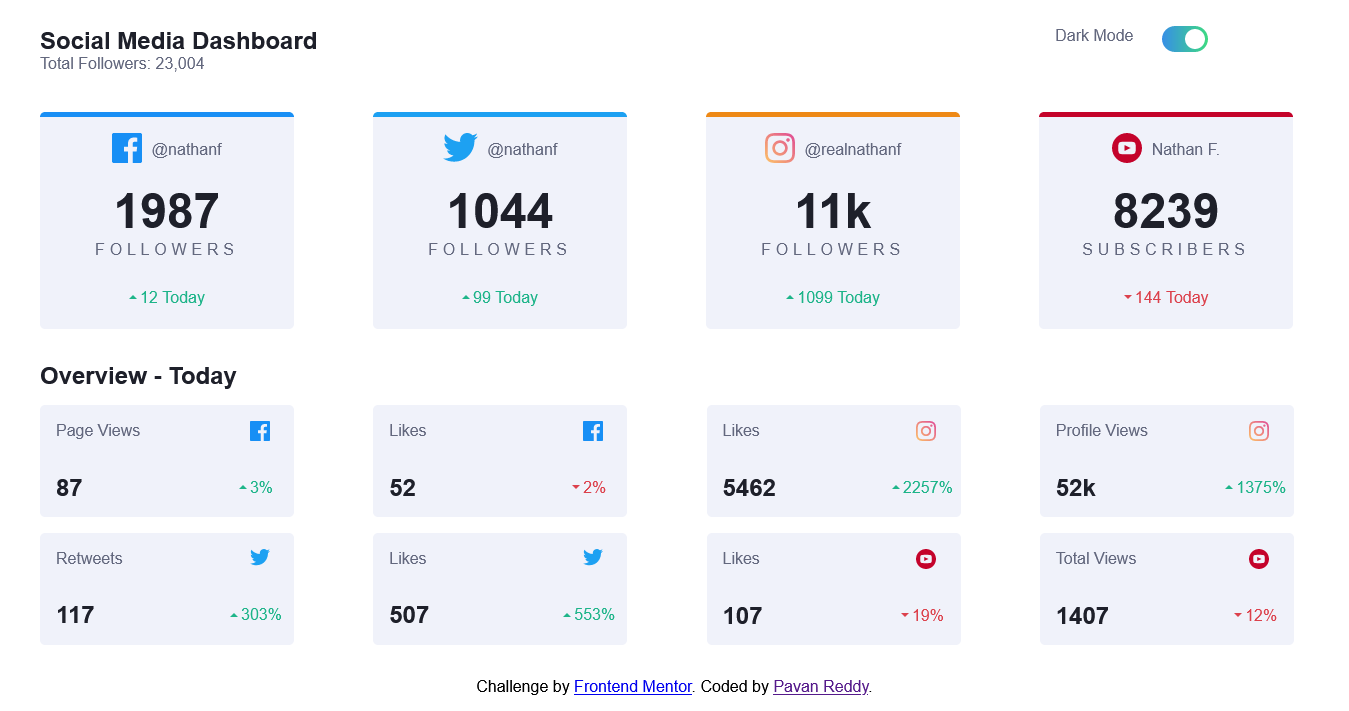 Social Media Dashboard
Total Followers: 23,004
Dark Mode
@nathanf
1987
FOLLOWERS
12 Today
@nathanf
1044
FOLLOWERS
99 Today
@realnathanf
11k
FOLLOWERS
1099 Today
Nathan F.
8239
SUBSCRIBERS
144 Today
Overview - Today
Page Views
87
3%
Likes
52
2%
Likes
5462
2257%
Profile Views
52k
1375%
Retweets
117
303%
Likes
507
553%
Likes
107
19%
Total Views
1407
12%
Challenge by Frontend Mentor. Coded by Pavan Reddy.